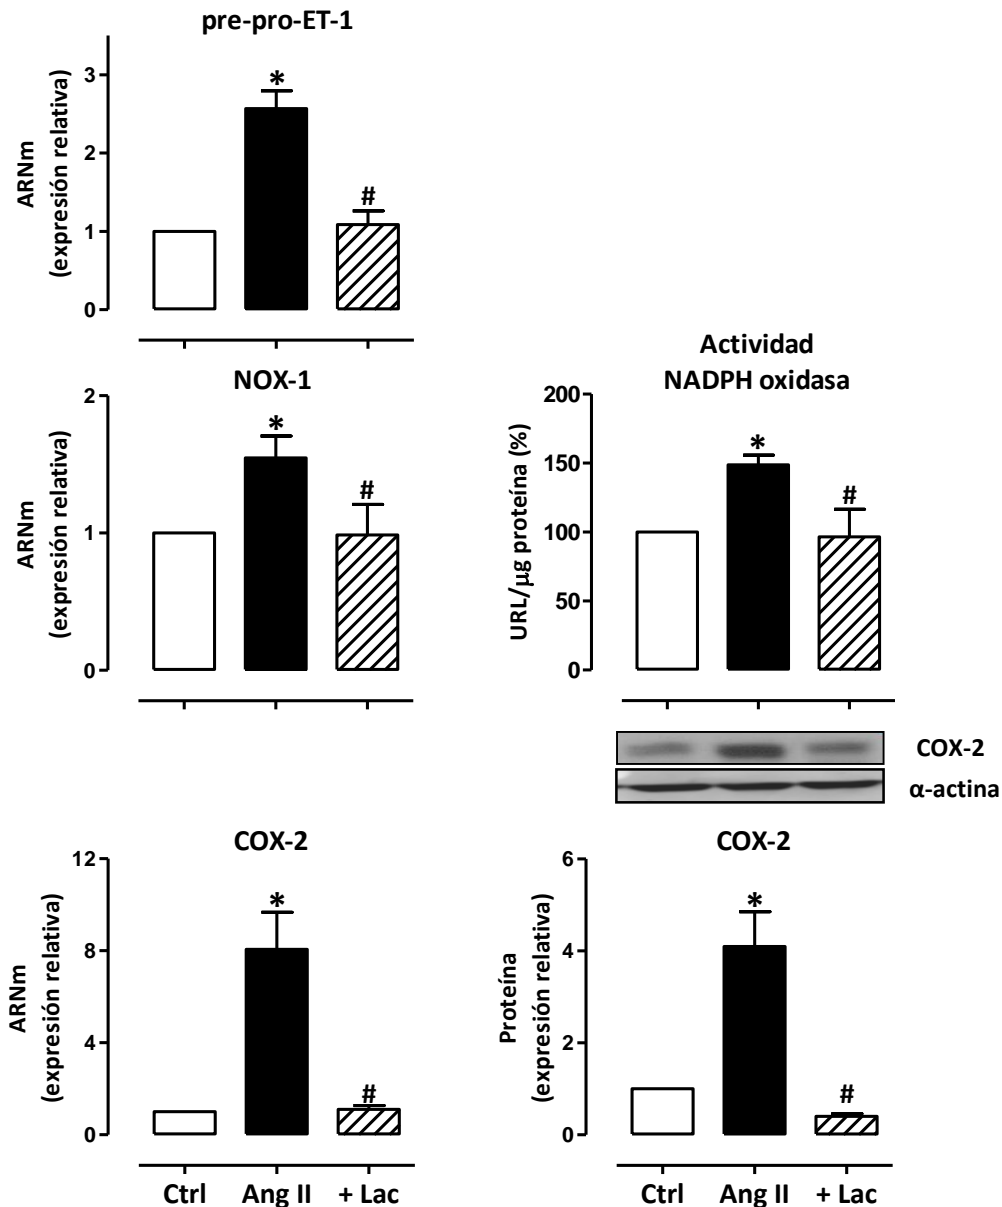 pre-pro-ET-1
ARNm
(expresión relativa)
3
2
1
0
*
#
NOX-1
ARNm
(expresión relativa)
2
1
0
*
#
Actividad
NADPH oxidasa
URL/µg proteína (%)
200
150
100
50
0
*
#
COX-2
α-actina
COX-2
ARNm
(expresión relativa)
12
8
4
0
*
#
Ctrl Ang II + Lac
COX-2
Proteína
(expresión relativa)
6
4
2
0
*
#
Ctrl Ang II + Lac